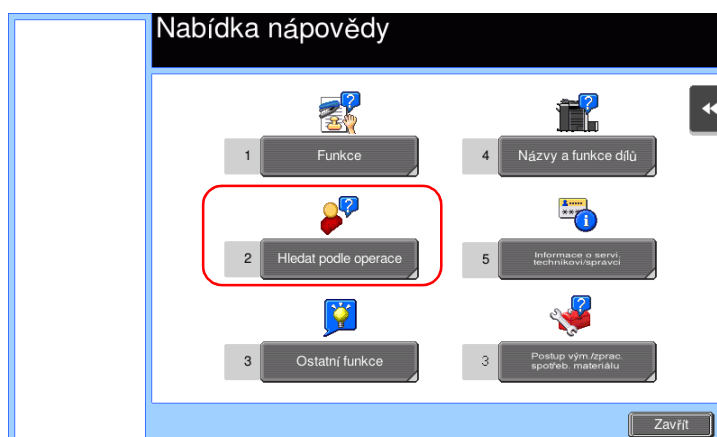 Nabídka nápovědy
1 Funkce
4 Názvy a funkce dílů
2 Hledat podle operace
5 Informace o servi.
technikovi/správci
3 Ostatní funkce
3 Postup vým./zprac.
spotřeb. materiálu
Zavřít